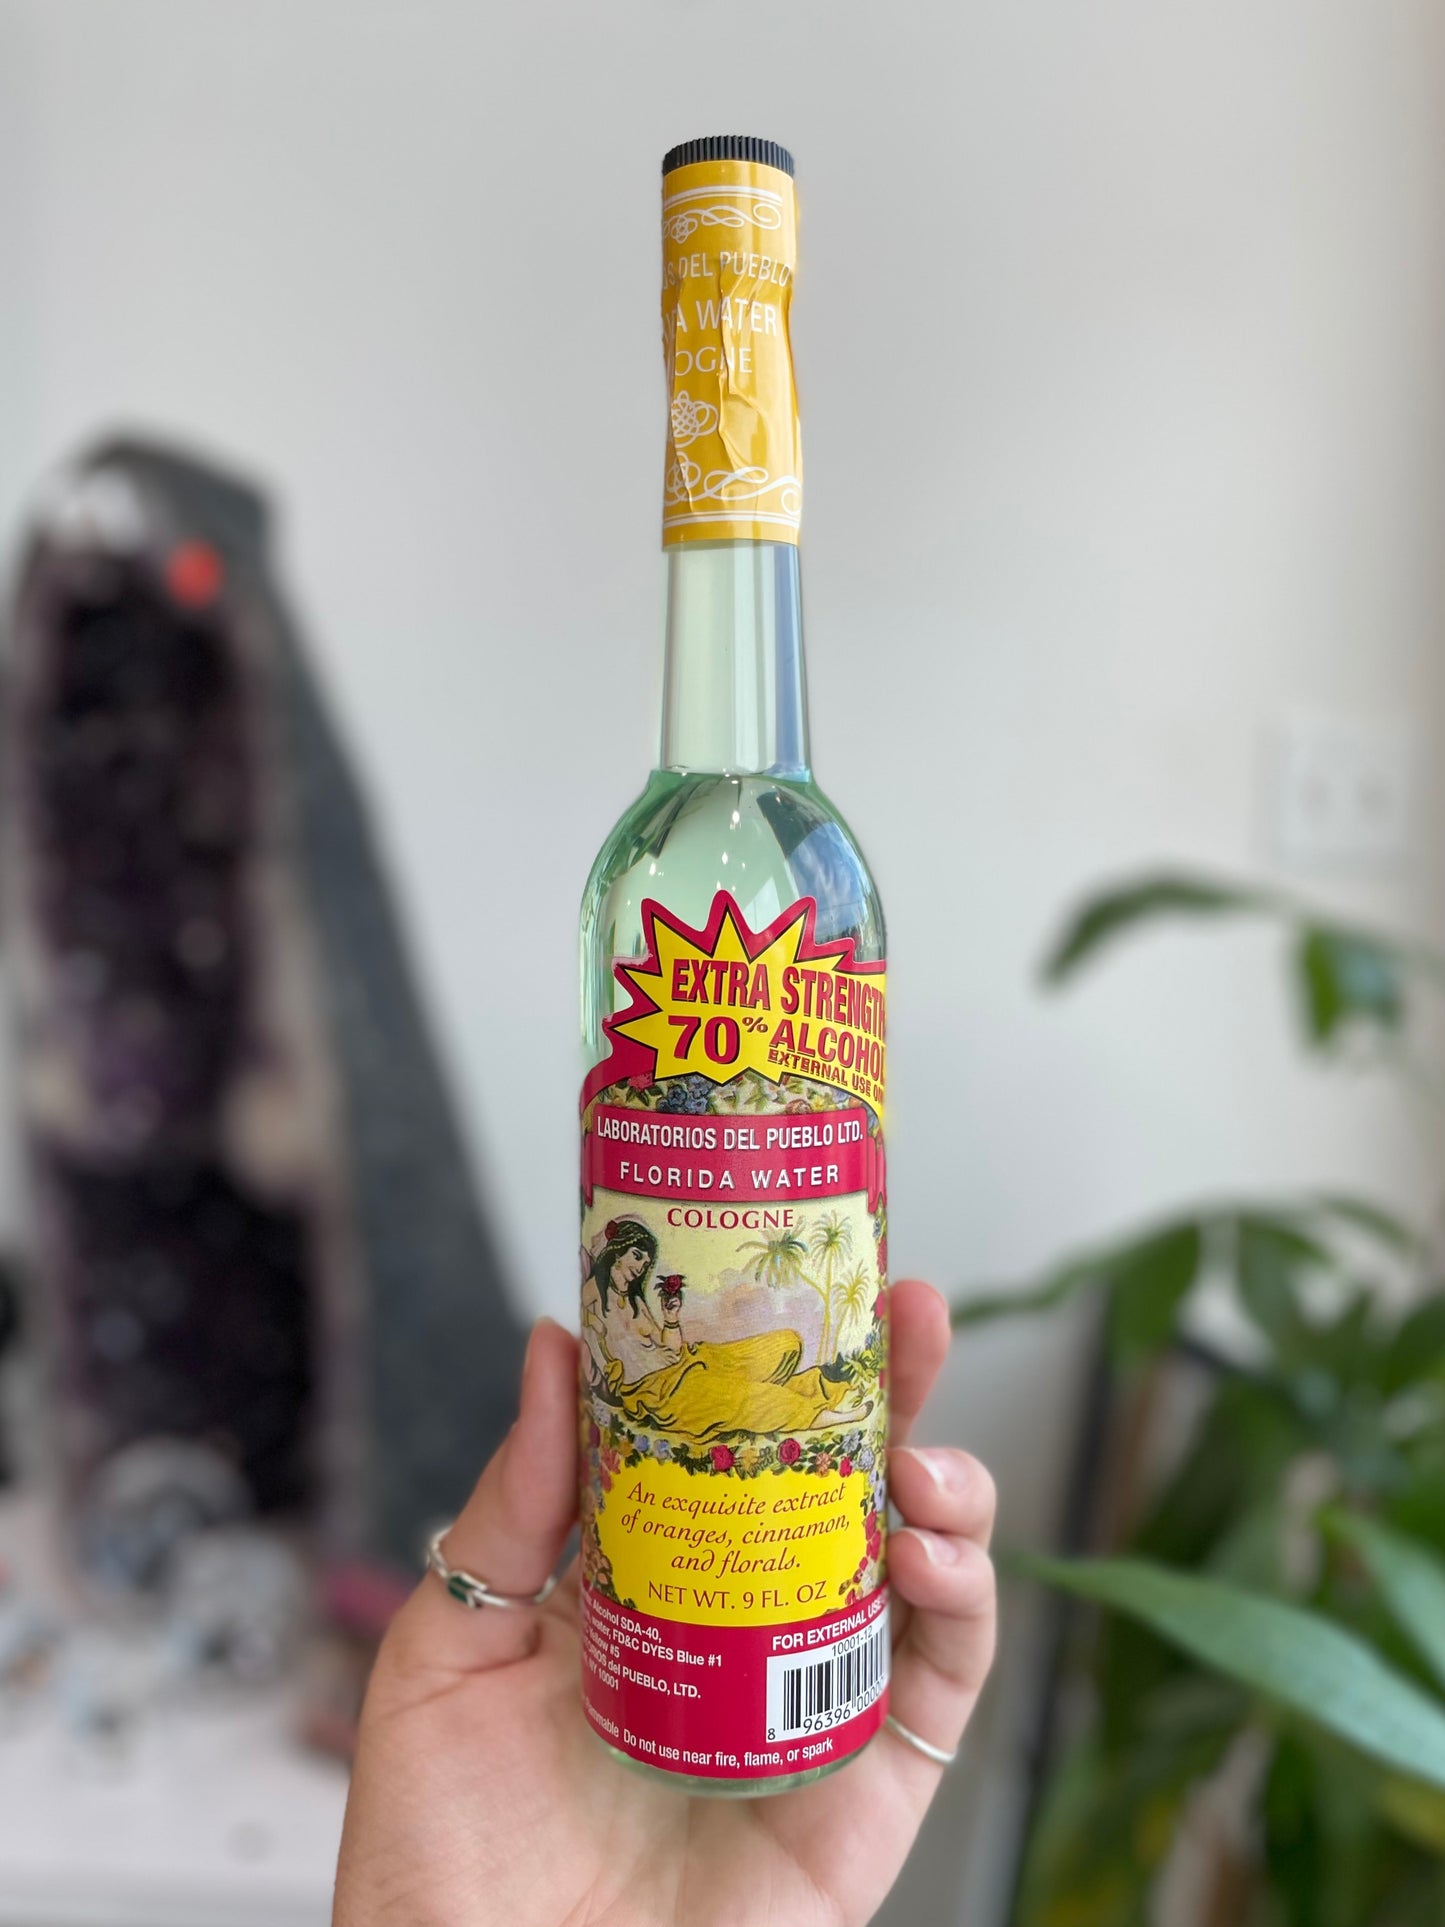 DEL PUEBLO
WATER
EXTRA STRENGTH
70% ALCOHOL
EXTERNAL USE
LABORATORIOS DEL PUEBLO LTD.
FLORIDA WATER
COLOGNE
An exquisite extract
of oranges, cinnamon,
and florals.
NET WT. 9 FL. OZ
Alcohol SDA-40,
water, FD&C DYES Blue #1
Yellow #5
del PUEBLO, LTD.
NY 10001
Do not use near fire, flame, or spark
FOR EXTERNAL USE
10001-12
8 96396 00007